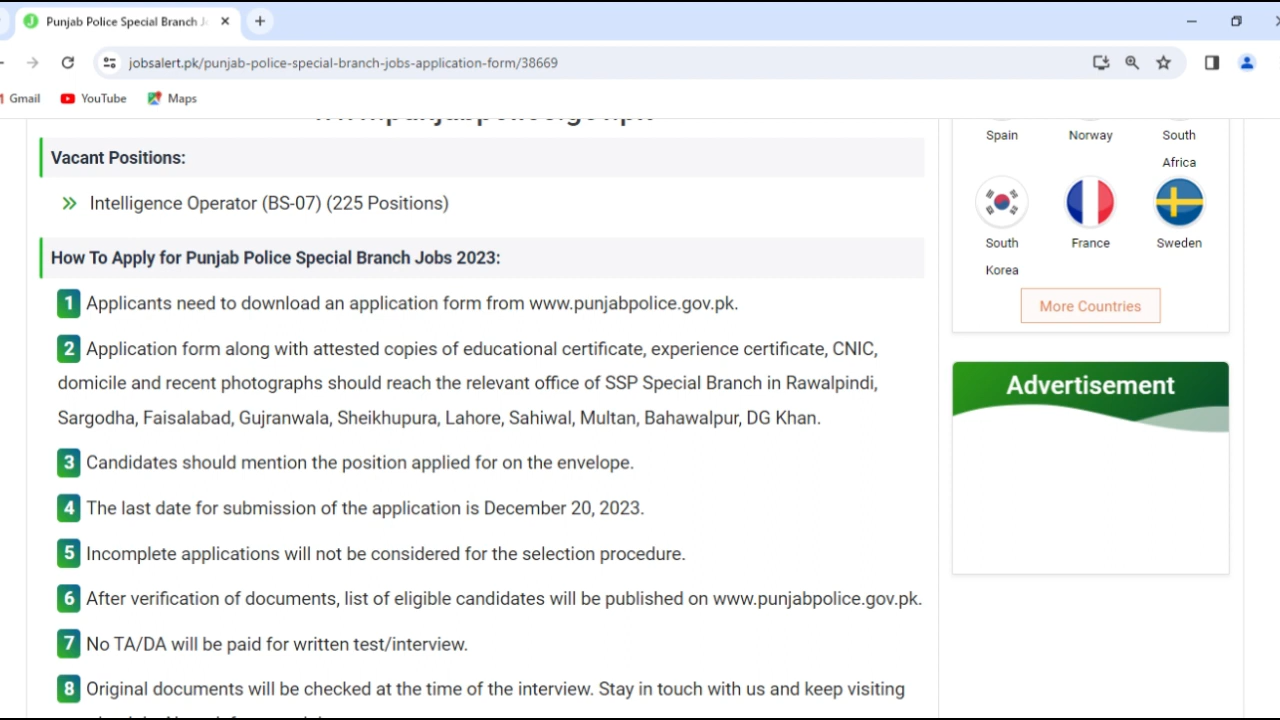 Punjab Police Special Branch J
jobsalert.pk/punjab-police-special-branch-jobs-application-form/38669
Gmail
YouTube
Maps
Vacant Positions:
Intelligence Operator (BS-07) (225 Positions)
How To Apply for Punjab Police Special Branch Jobs 2023:
1 Applicants need to download an application form from www.punjabpolice.gov.pk.
2 Application form along with attested copies of educational certificate, experience certificate, CNIC,
domicile and recent photographs should reach the relevant office of SSP Special Branch in Rawalpindi,
Sargodha, Faisalabad, Gujranwala, Sheikhupura, Lahore, Sahiwal, Multan, Bahawalpur, DG Khan.
3 Candidates should mention the position applied for on the envelope.
4 The last date for submission of the application is December 20, 2023.
5 Incomplete applications will not be considered for the selection procedure.
6 After verification of documents, list of eligible candidates will be published on www.punjabpolice.gov.pk.
7 No TA/DA will be paid for written test/interview.
8 Original documents will be checked at the time of the interview. Stay in touch with us and keep visiting
Spain
Norway
South
Africa
South
Korea
France
Sweden
More Countries
Advertisement